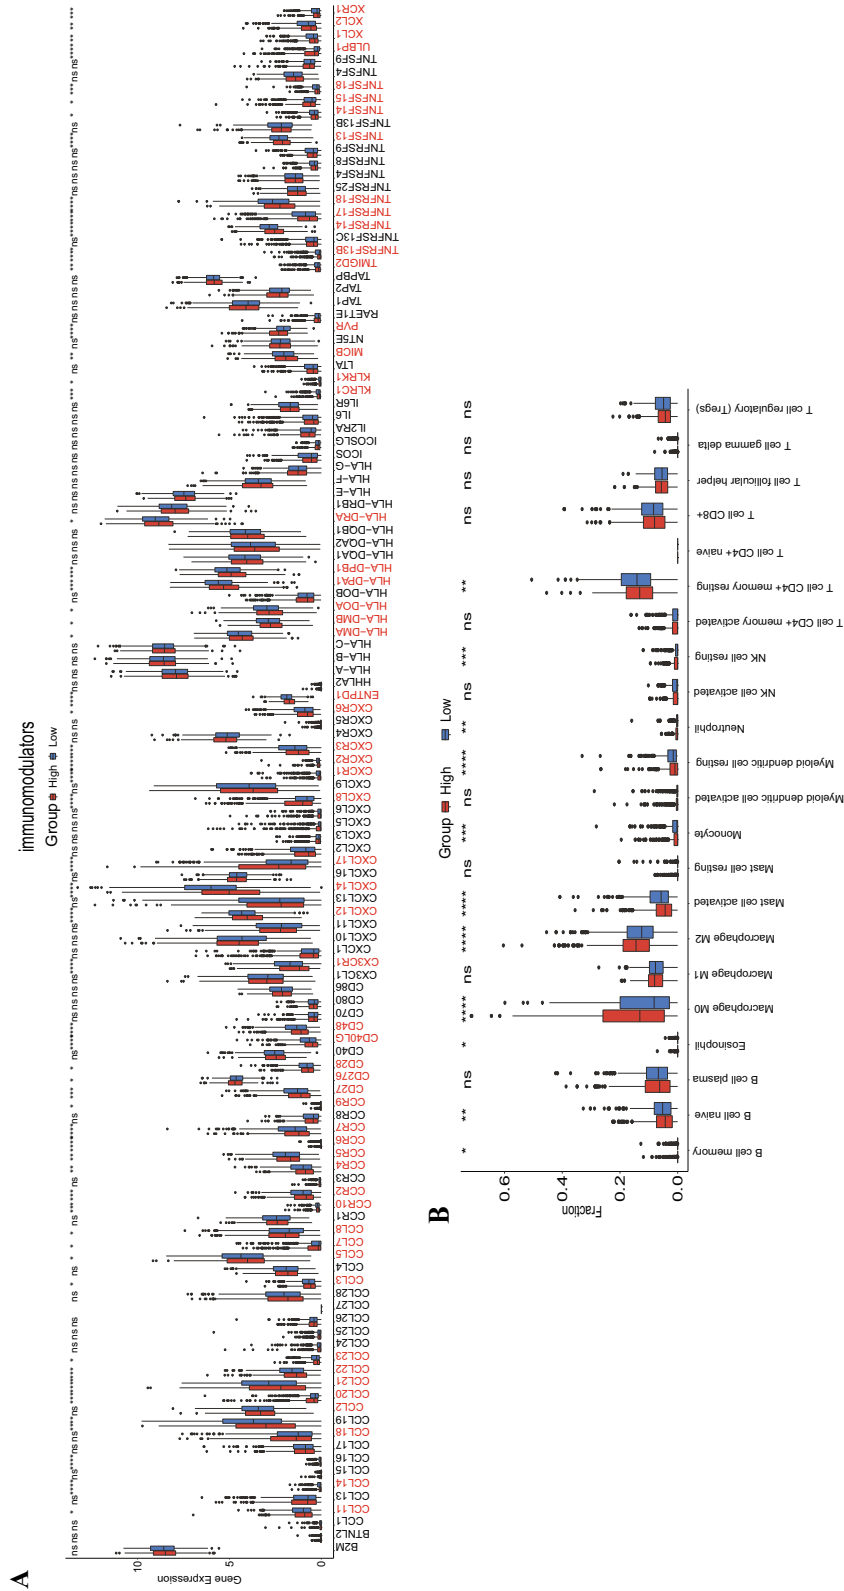 A
immunomodulators
Group High Low
Gene Expression
10
5
0
B2M
BTNL2
CCL1
CCL11
CCL13
CCL14
CCL15
CCL16
CCL17
CCL18
CCL19
CCL2
CCL20
CCL21
CCL22
CCL23
CCL24
CCL25
CCL26
CCL27
CCL28
CCL3
CCL4
CCL5
CCL7
CCL8
CCR1
CCR10
CCR2
CCR3
CCR4
CCR5
CCR6
CCR7
CCR8
CCR9
CD27
CD276
CD28
CD40
CD40LG
CD48
CD70
CD80
CD86
CX3CL1
CX3CR1
CXCL1
CXCL10
CXCL11
CXCL12
CXCL13
CXCL14
CXCL16
CXCL17
CXCL2
CXCL3
CXCL5
CXCL6
CXCL8
CXCL9
CXCR1
CXCR2
CXCR3
CXCR4
CXCR5
CXCR6
ENTPD1
HHLA2
HLA−A
HLA−B
HLA−C
HLA−DMA
HLA−DMB
HLA−DOA
HLA−DOB
HLA−DPA1
HLA−DPB1
HLA−DQA1
HLA−DQA2
HLA−DQB1
HLA−DRA
HLA−DRB1
HLA−E
HLA−F
HLA−G
ICOS
ICOSLG
IL2RA
IL6
IL6R
KLRC1
KLRK1
LTA
MICB
NT5E
PVR
RAET1E
TAP1
TAP2
TAPBP
TMIGD2
TNFRSF13B
TNFRSF13C
TNFRSF14
TNFRSF17
TNFRSF18
TNFRSF25
TNFRSF4
TNFRSF8
TNFRSF9
TNFSF13
TNFSF13B
TNFSF14
TNFSF15
TNFSF18
TNFSF4
TNFSF9
ULBP1
XCL1
XCL2
XCR1
B
Group High Low
* ** ns * **** ns **** **** ns *** ns **** ** ns *** ns ** ns ns ns ns
Fraction
0.6
0.4
0.2
0.0
B cell memory
B cell naive
B cell plasma
Eosinophil
Macrophage M0
Macrophage M1
Macrophage M2
Mast cell activated
Mast cell resting
Monocyte
Myeloid dendritic cell activated
Myeloid dendritic cell resting
Neutrophil
NK cell activated
NK cell resting
T cell CD4+ memory activated
T cell CD4+ memory resting
T cell CD4+ naive
T cell CD8+
T cell follicular helper
T cell gamma delta
T cell regulatory (Tregs)